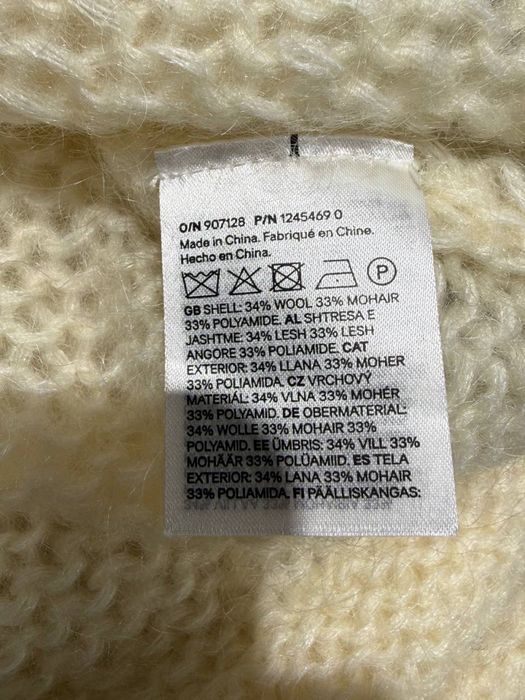 O/N 907128 P/N 1245469 0
Made in China. Fabriqué en Chine.
Hecho en China.
P
GB SHELL: 34% WOOL 33% MOHAIR
33% POLYAMIDE. AL SHTRESA E
JASHTME: 34% LESH 33% LESH
ANGORE 33% POLIAMIDE. CAT
EXTERIOR: 34% LLANA 33% MOHER
33% POLIAMIDA. CZ VRCHOVÝ
MATERIÁL: 34% VLNA 33% MOHÉR
33% POLYAMID. DE OBERMATERIAL:
34% WOLLE 33% MOHAIR 33%
POLYAMID. EE ÜMBRIS: 34% VILL 33%
MOHÄÄR 33% POLÜAMIID. ES TELA
EXTERIOR: 34% LANA 33% MOHAIR
33% POLIAMIDA. FI PÄÄLLISKANGAS: